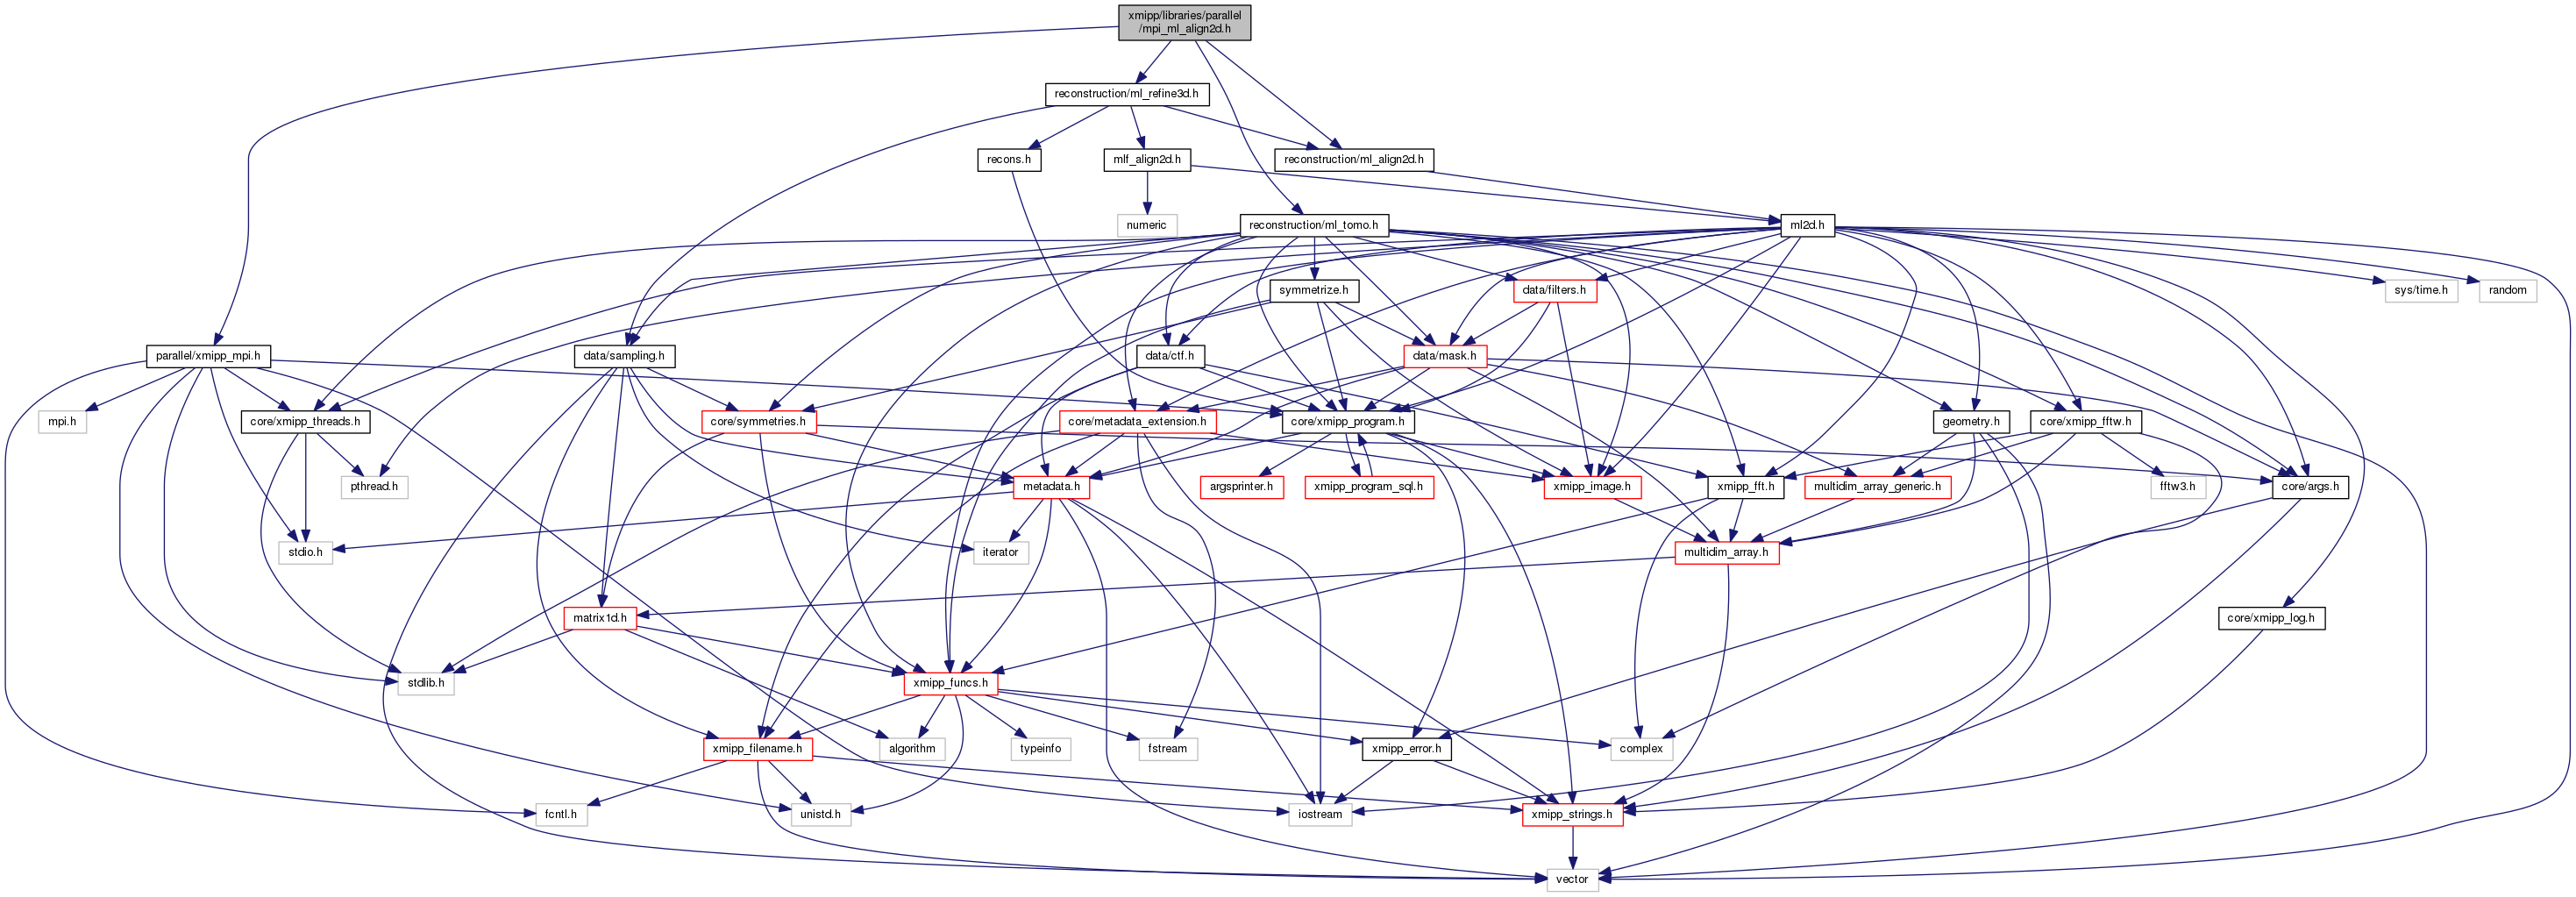 xmipp/libraries/parallel
/mpi_ml_align2d.h
reconstruction/ml_refine3d.h
recons.h
mlf_align2d.h
reconstruction/ml_align2d.h
numeric
reconstruction/ml_tomo.h
ml2d.h
symmetrize.h
data/filters.h
sys/time.h
random
parallel/xmipp_mpi.h
data/sampling.h
data/ctf.h
data/mask.h
mpi.h
core/xmipp_threads.h
core/symmetries.h
core/metadata_extension.h
core/xmipp_program.h
geometry.h
core/xmipp_fftw.h
pthread.h
metadata.h
argsprinter.h
xmipp_program_sql.h
xmipp_image.h
xmipp_fft.h
multidim_array_generic.h
fftw3.h
core/args.h
stdio.h
iterator
multidim_array.h
matrix1d.h
core/xmipp_log.h
stdlib.h
xmipp_funcs.h
xmipp_filename.h
algorithm
typeinfo
fstream
xmipp_error.h
complex
fcntl.h
unistd.h
iostream
xmipp_strings.h
vector